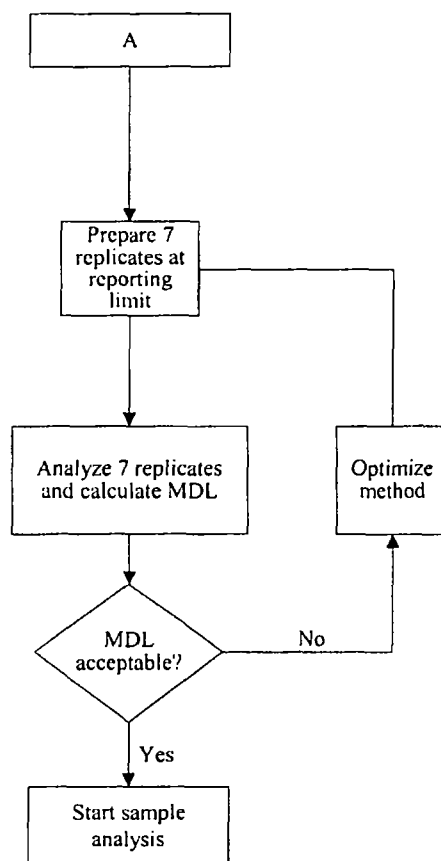 A
Prepare 7
replicates at
reporting
limit
Analyze 7 replicates
and calculate MDL
Optimize
method
MDL
acceptable?
No
Yes
Start sample
analysis